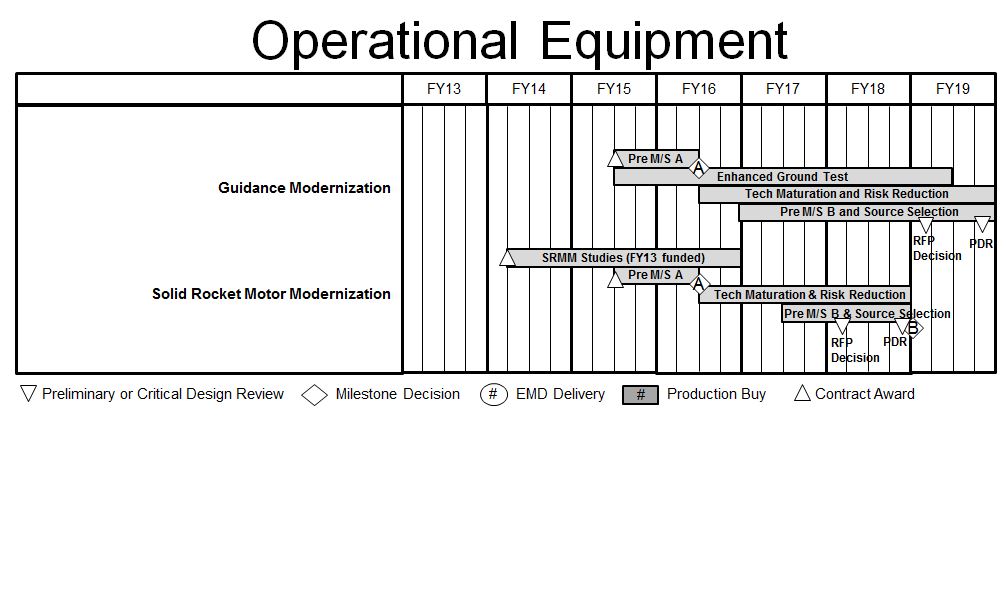 Operational Equipment
FY13 FY14 FY15 FY16 FY17 FY18 FY19
Pre M/S A
A
Enhanced Ground Test
Guidance Modernization
Tech Maturation and Risk Reduction
Pre M/S B and Source Selection
RFP
Decision
PDR
SRMM Studies (FY13 funded)
Pre M/S A
A
Solid Rocket Motor Modernization
Tech Maturation & Risk Reduction
Pre M/S B & Source Selection
B
RFP
Decision
PDR
Preliminary or Critical Design Review Milestone Decision # EMD Delivery # Production Buy Contract Award